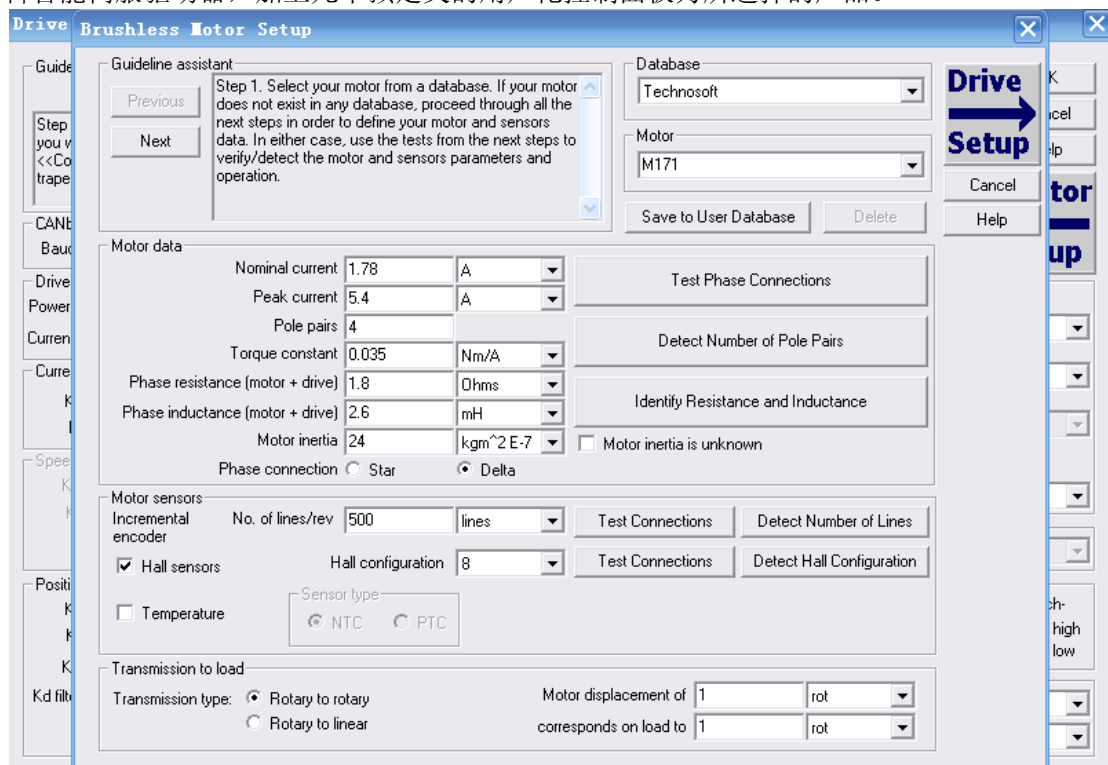 Drive
Brushless Motor Setup
Guideline assistant
Previous
Next
Step 1. Select your motor from a database. If your motor
does not exist in any database, proceed through all the
next steps in order to define your motor and sensors
data. In either case, use the tests from the next steps to
verify/detect the motor and sensors parameters and
operation.
Database
Technosoft
Motor
M171
Save to User Database
Delete
Drive
Setup
Cancel
Help
Motor data
Nominal current 1.78 A
Peak current 5.4 A
Pole pairs 4
Torque constant 0.035 Nm/A
Phase resistance (motor + drive) 1.8 Ohms
Phase inductance (motor + drive) 2.6 mH
Motor inertia 24 kgm^2 E-7
Motor inertia is unknown
Phase connection Star Delta
Test Phase Connections
Detect Number of Pole Pairs
Identify Resistance and Inductance
Motor sensors
Incremental
encoder
No. of lines/rev 500 lines
Test Connections
Detect Number of Lines
Hall sensors
Hall configuration 8
Test Connections
Detect Hall Configuration
Temperature
Sensor type
NTC PTC
Transmission to load
Transmission type: Rotary to rotary
Rotary to linear
Motor displacement of 1 rot
corresponds on load to 1 rot
Step
Power
high
low